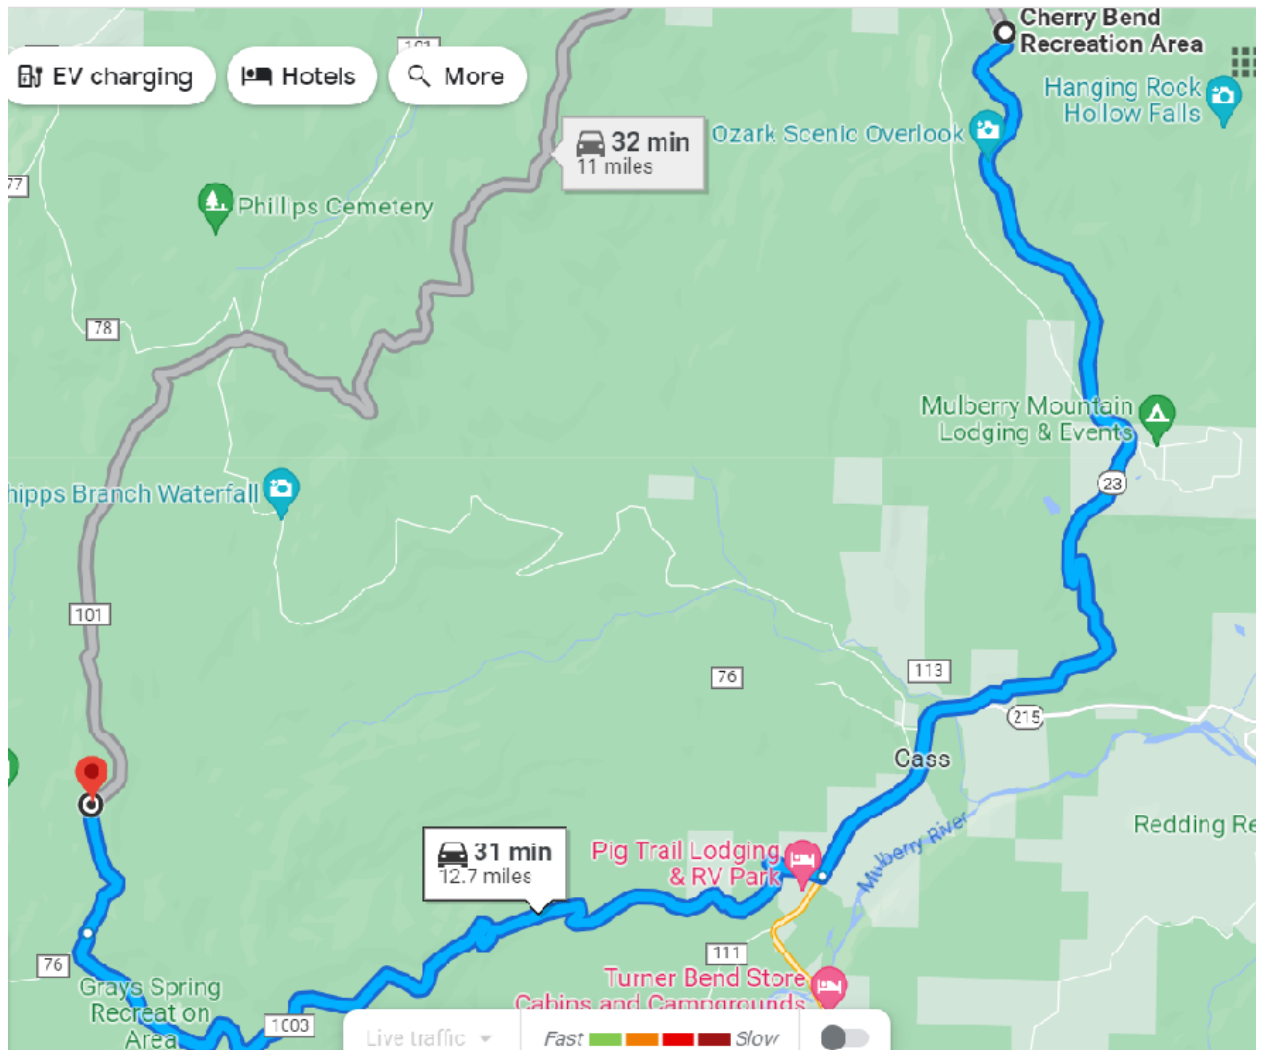 Cherry Bend
Recreation Area
101
EV charging
Hotels
More
Hanging Rock
Hollow Falls
32 min
11 miles
Ozark Scenic Overlook
77
Phillips Cemetery
78
Mulberry Mountain
Lodging & Events
23
hipps Branch Waterfall
101
113
76
215
Cass
Redding Re
Mulberry River
31 min
12.7 miles
Pig Trail Lodging
& RV Park
111
76
Turner Bend Store
Cabins and Campgrounds
Grays Spring
Recreat on
Area
1003
Live traffic
Fast
Slow